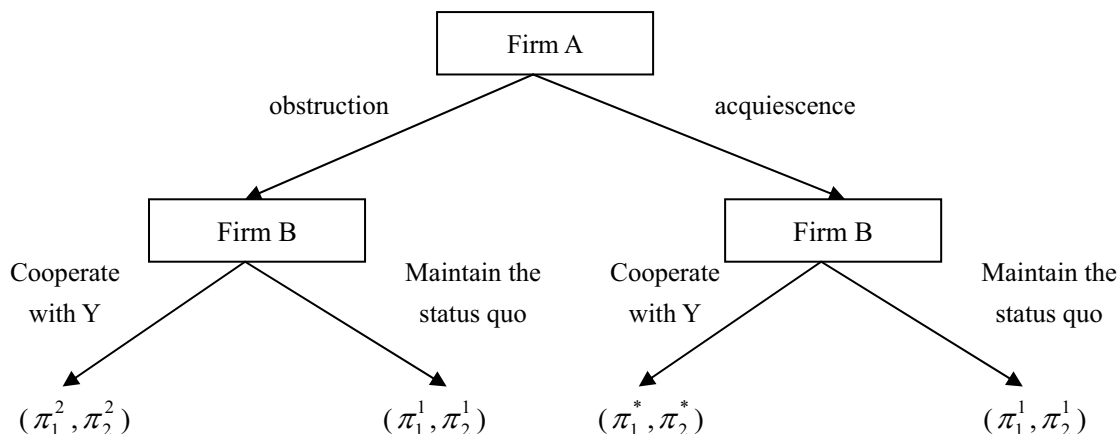 Firm A
obstruction
acquiescence
Firm B
Firm B
Cooperate
with Y
Maintain the
status quo
Cooperate
with Y
Maintain the
status quo
(π₁², π₂²)
(π₁¹, π₂¹)
(π₁*, π₂*)
(π₁¹, π₂¹)